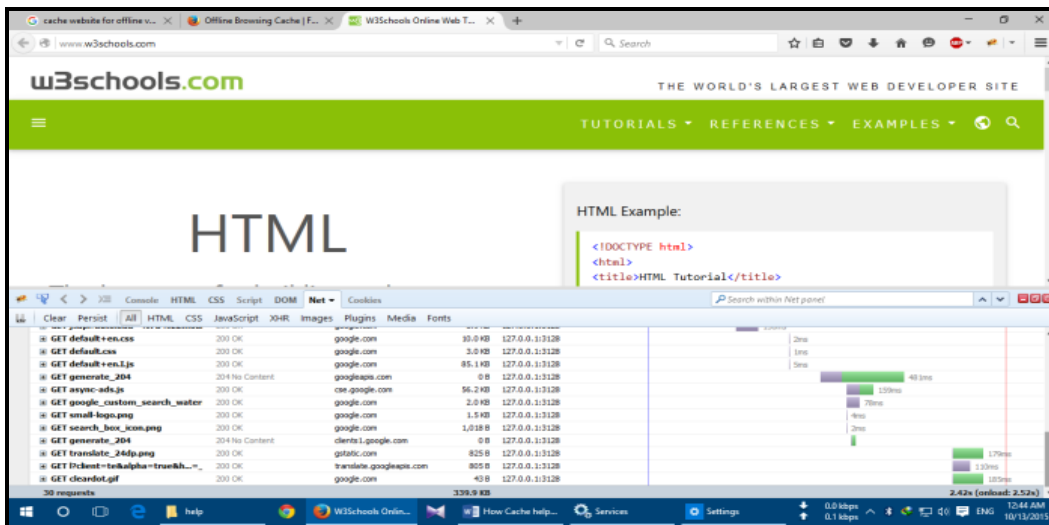 cache website for offline v...
Offline Browsing Cache | F...
W3Schools Online Web T...
www.w3schools.com
Search
w3schools.com
THE WORLD'S LARGEST WEB DEVELOPER SITE
TUTORIALS REFERENCES EXAMPLES
HTML
HTML Example:
<!DOCTYPE html>
<html>
<title>HTML Tutorial</title>
Console HTML CSS Script DOM Net Cookies
Search within Net panel
Clear Persist All HTML CSS JavaScript XHR Images Plugins Media Fonts
GET default+en.css 200 OK google.com 10.0 KB 127.0.0.1:3128 2ms
GET default.css 200 OK google.com 3.0 KB 127.0.0.1:3128 1ms
GET default+en.I.js 200 OK google.com 85.1 KB 127.0.0.1:3128 5ms
GET generate_204 204 No Content googleapis.com 0 B 127.0.0.1:3128 481ms
GET async-ads.js 200 OK cse.google.com 56.2 KB 127.0.0.1:3128 159ms
GET google_custom_search_water 200 OK google.com 2.0 KB 127.0.0.1:3128 78ms
GET small-logo.png 200 OK google.com 1.5 KB 127.0.0.1:3128 4ms
GET search_box_icon.png 200 OK google.com 1,018 B 127.0.0.1:3128 2ms
GET generate_204 204 No Content clients1.google.com 0 B 127.0.0.1:3128
GET translate_24dp.png 200 OK gstatic.com 825 B 127.0.0.1:3128 179ms
GET l?client=te&alpha=true&h...=_ 200 OK translate.googleapis.com 805 B 127.0.0.1:3128 110ms
GET cleardot.gif 200 OK google.com 43 B 127.0.0.1:3128 185ms
30 requests 339.9 KB 2.42s (onload: 2.52s)
help
W3Schools Onlin...
How Cache help...
Services
Settings
0.0 kbps
0.1 kbps
ENG
12:44 AM
10/13/2015